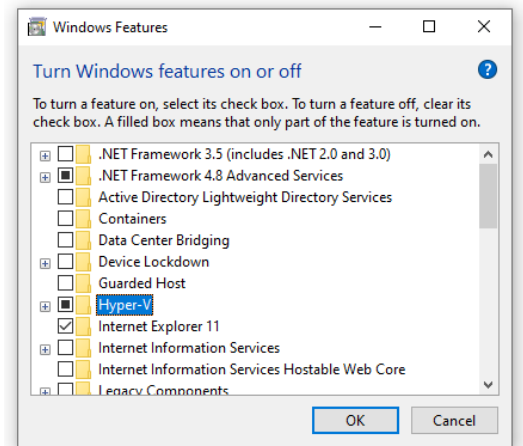 Windows Features
Turn Windows features on or off
To turn a feature on, select its check box. To turn a feature off, clear its
check box. A filled box means that only part of the feature is turned on.
.NET Framework 3.5 (includes .NET 2.0 and 3.0)
.NET Framework 4.8 Advanced Services
Active Directory Lightweight Directory Services
Containers
Data Center Bridging
Device Lockdown
Guarded Host
Hyper-V
Internet Explorer 11
Internet Information Services
Internet Information Services Hostable Web Core
Legacy Components
OK Cancel